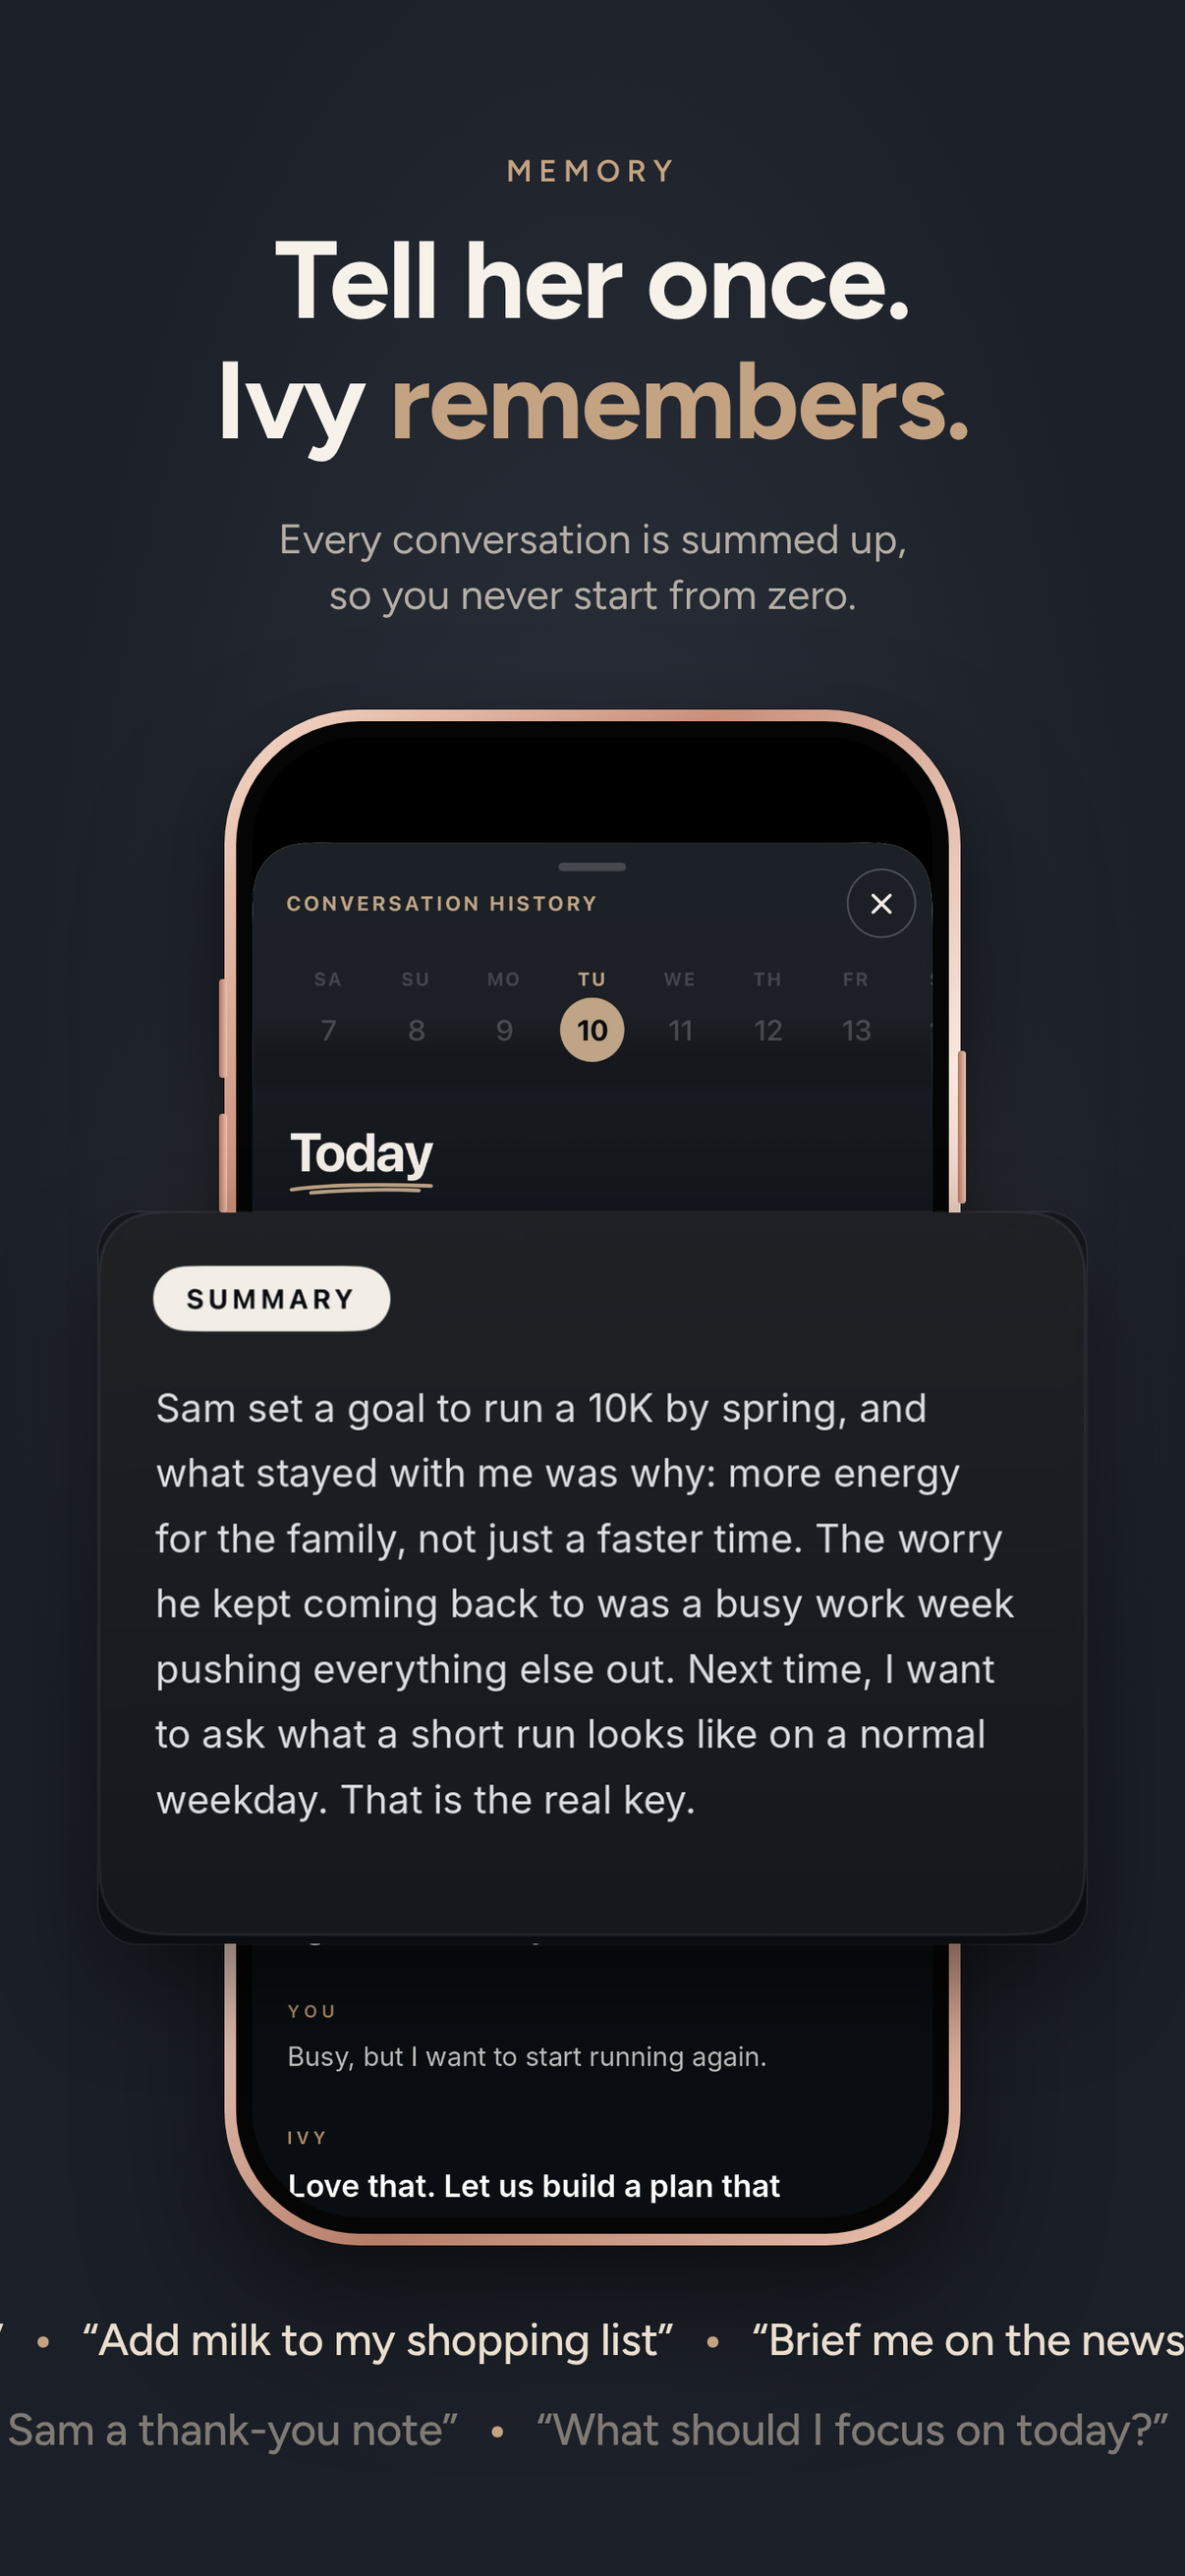 MEMORY
Tell her once.
Ivy remembers.
Every conversation is summed up,
so you never start from zero.
CONVERSATION HISTORY
SA SU MO TU WE TH FR
7 8 9 10 11 12 13
Today
SUMMARY
Sam set a goal to run a 10K by spring, and
what stayed with me was why: more energy
for the family, not just a faster time. The worry
he kept coming back to was a busy work week
pushing everything else out. Next time, I want
to ask what a short run looks like on a normal
weekday. That is the real key.
YOU
Busy, but I want to start running again.
IVY
Love that. Let us build a plan that
” • “Add milk to my shopping list” • “Brief me on the news
Sam a thank-you note” • “What should I focus on today?”